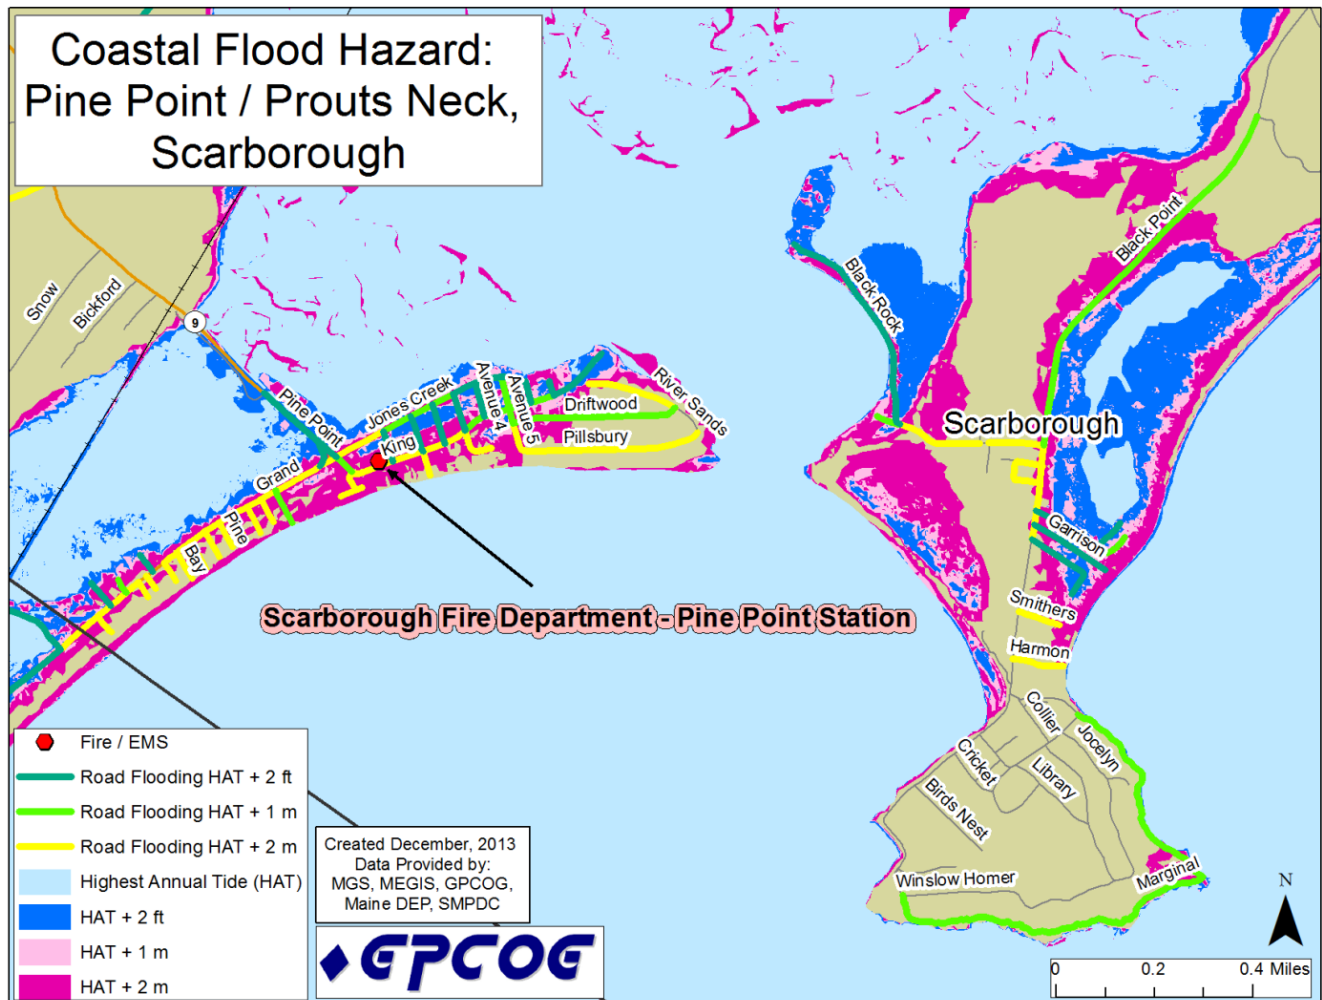 Coastal Flood Hazard:
Pine Point / Prouts Neck,
Scarborough
Snow
Bickford
9
Pine Point
Jones Creek
King
Grand
Pine
Bay
Avenue 4
Avenue 5
Driftwood
Pillsbury
River Sands
Black Rock
Black Point
Scarborough
Garrison
Smithers
Harmon
Collier
Jocelyn
Cricket
Library
Birds Nest
Winslow Homer
Marginal
Scarborough Fire Department - Pine Point Station
Fire / EMS
Road Flooding HAT + 2 ft
Road Flooding HAT + 1 m
Road Flooding HAT + 2 m
Highest Annual Tide (HAT)
HAT + 2 ft
HAT + 1 m
HAT + 2 m
Created December, 2013
Data Provided by:
MGS, MEGIS, GPCOG,
Maine DEP, SMPDC
GPCOG
N
0 0.2 0.4 Miles